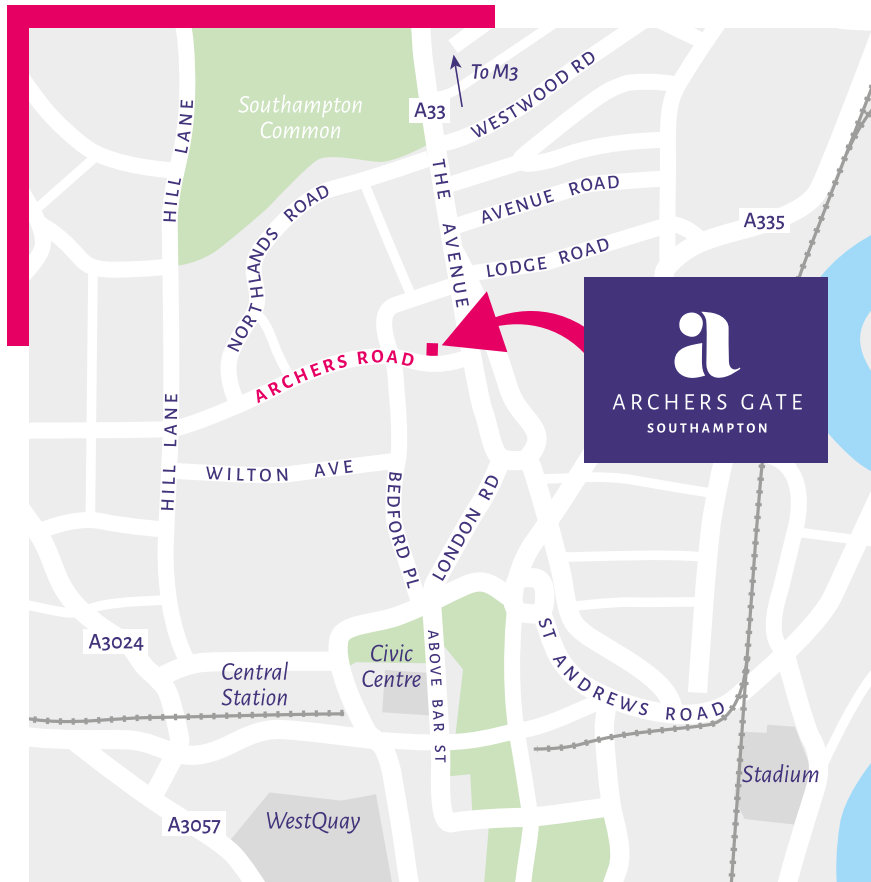 To M3
WESTWOOD RD
A33
HILL LANE
Southampton
Common
THE AVENUE
AVENUE ROAD
NORTHLANDS ROAD
A335
LODGE ROAD
ARCHERS ROAD
a
ARCHERS GATE
SOUTHAMPTON
HILL LANE
WILTON AVE
BEDFORD PL
LONDON RD
A3024
Civic
Centre
ABOVE BAR ST
ST ANDREWS ROAD
Central
Station
Stadium
A3057
WestQuay